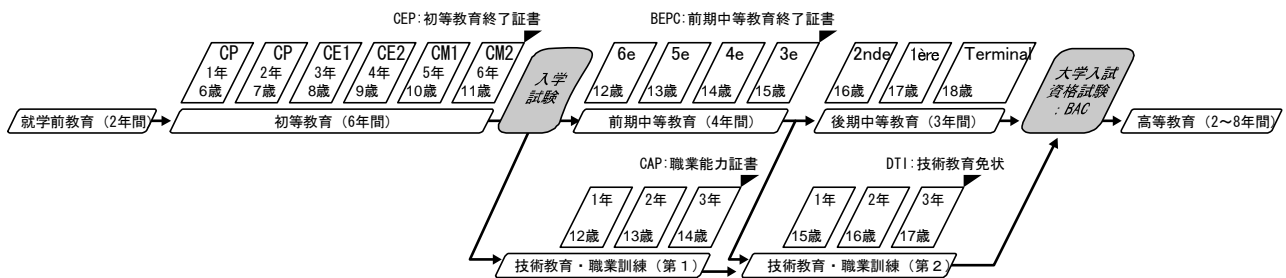 CEP:初等教育終了証書
BEPC:前期中等教育終了証書
CP CP CE1 CE2 CM1 CM2
1年 2年 3年 4年 5年 6年
6歳 7歳 8歳 9歳 10歳 11歳
入学
試験
6e 5e 4e 3e
12歳 13歳 14歳 15歳
2nde 1ère Terminal
16歳 17歳 18歳
大学入試
資格試験
:BAC
就学前教育(2年間)
初等教育(6年間)
前期中等教育(4年間)
後期中等教育(3年間)
高等教育(2～8年間)
CAP:職業能力証書
1年 2年 3年
12歳 13歳 14歳
技術教育・職業訓練(第1)
DTI:技術教育免状
1年 2年 3年
15歳 16歳 17歳
技術教育・職業訓練(第2)